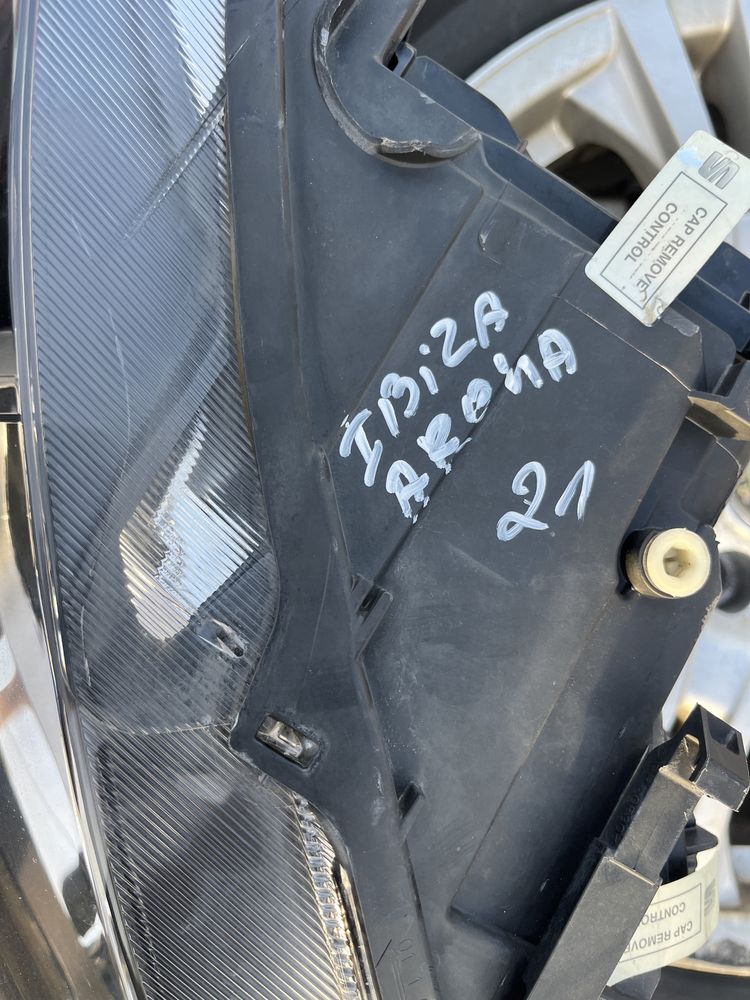 IBiZA
ARONA
21
CAP REMOVE
CONTROL
CAP REMOVE
CONTROL